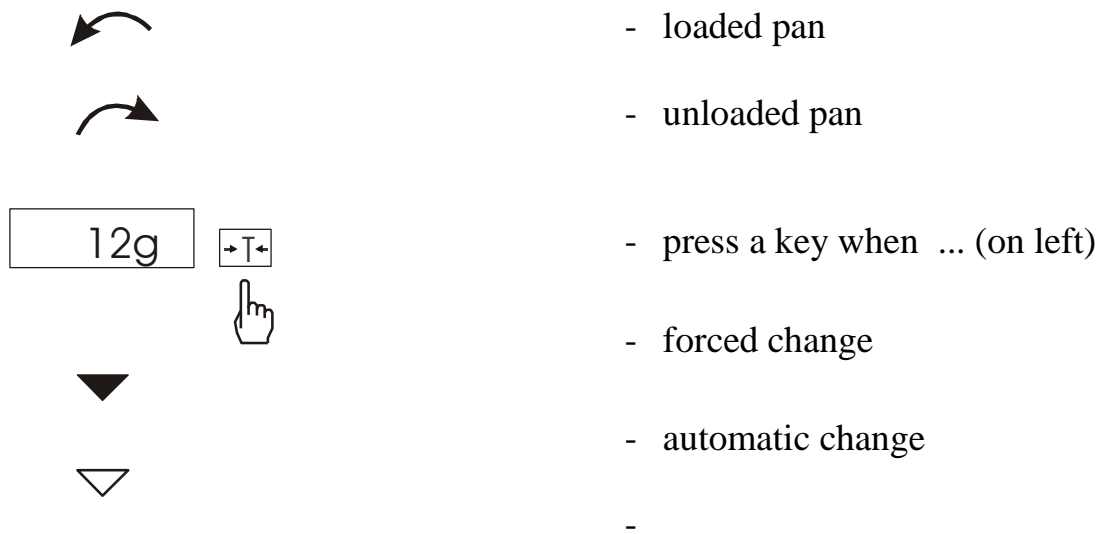 - loaded pan
- unloaded pan
12g →T← - press a key when ... (on left)
- forced change
- automatic change
-